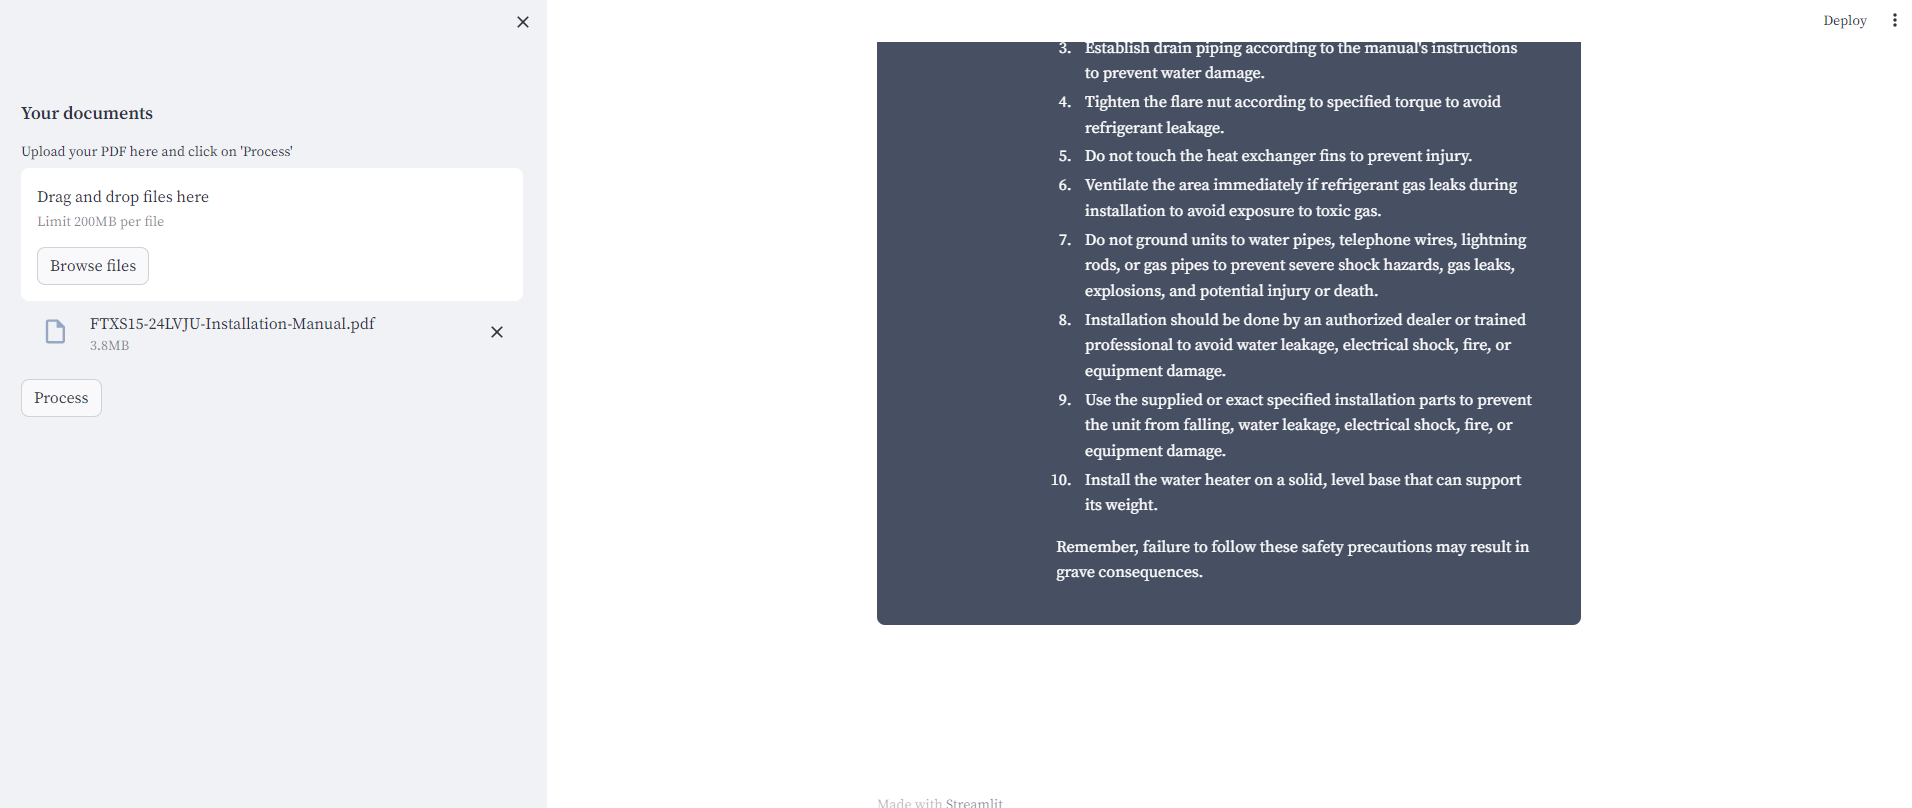 Deploy
Your documents
Upload your PDF here and click on 'Process'
Drag and drop files here
Limit 200MB per file
Browse files
FTXS15-24LVJU-Installation-Manual.pdf
3.8MB
Process
3. Establish drain piping according to the manual's instructions
to prevent water damage.
4. Tighten the flare nut according to specified torque to avoid
refrigerant leakage.
5. Do not touch the heat exchanger fins to prevent injury.
6. Ventilate the area immediately if refrigerant gas leaks during
installation to avoid exposure to toxic gas.
7. Do not ground units to water pipes, telephone wires, lightning
rods, or gas pipes to prevent severe shock hazards, gas leaks,
explosions, and potential injury or death.
8. Installation should be done by an authorized dealer or trained
professional to avoid water leakage, electrical shock, fire, or
equipment damage.
9. Use the supplied or exact specified installation parts to prevent
the unit from falling, water leakage, electrical shock, fire, or
equipment damage.
10. Install the water heater on a solid, level base that can support
its weight.
Remember, failure to follow these safety precautions may result in
grave consequences.
Made with Streamlit